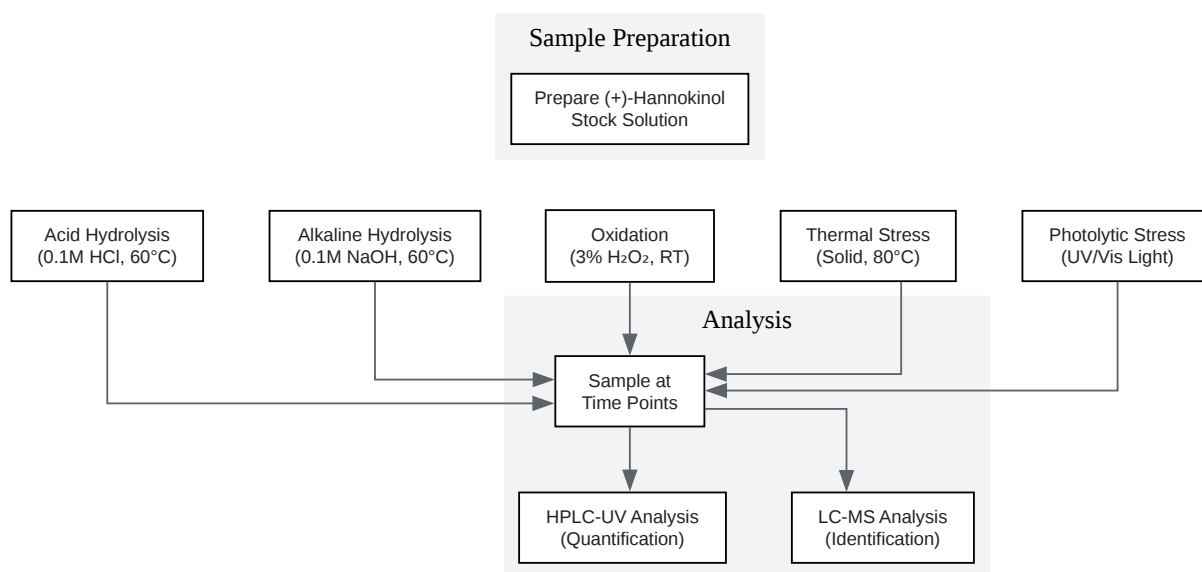 Sample Preparation
Prepare (+)-Hannokinol
Stock Solution
Acid Hydrolysis
(0.1M HCl, 60°C)
Alkaline Hydrolysis
(0.1M NaOH, 60°C)
Oxidation
(3% H₂O₂, RT)
Thermal Stress
(Solid, 80°C)
Photolytic Stress
(UV/Vis Light)
Analysis
Sample at
Time Points
HPLC-UV Analysis
(Quantification)
LC-MS Analysis
(Identification)